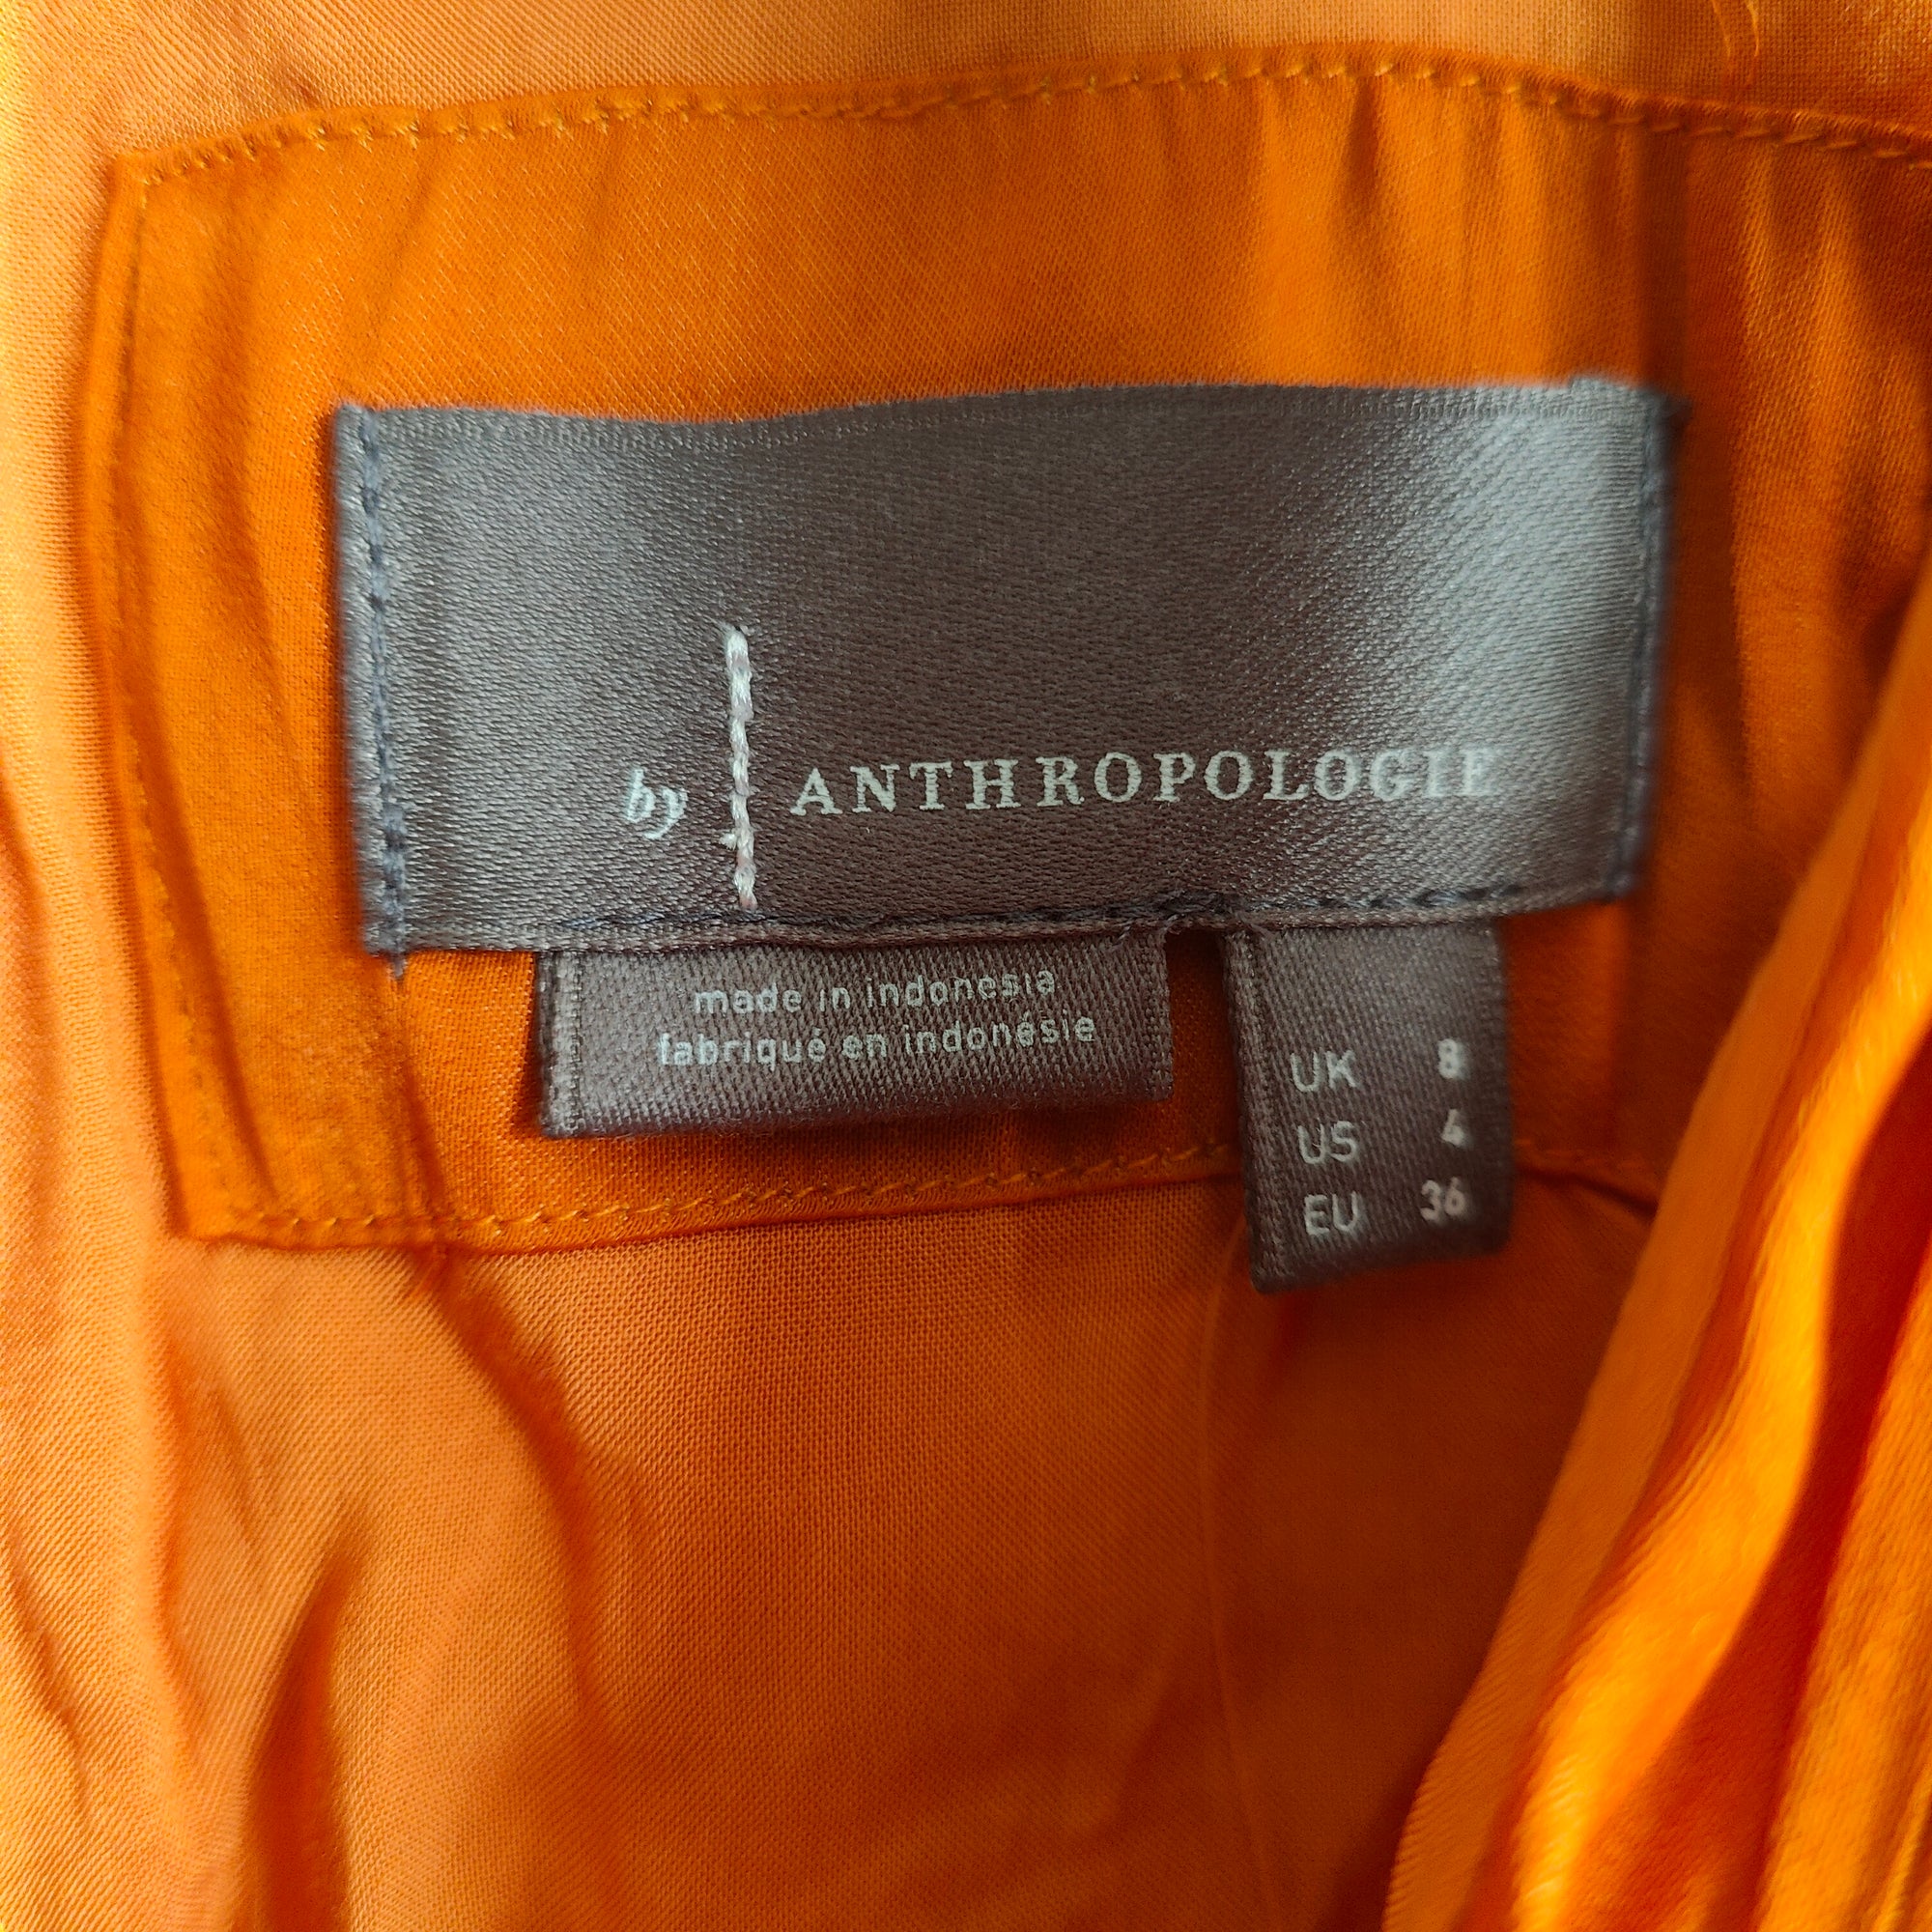 by ANTHROPOLOGIE
made in indonesia
fabriqué en indonésie
UK 8
US 4
EU 36